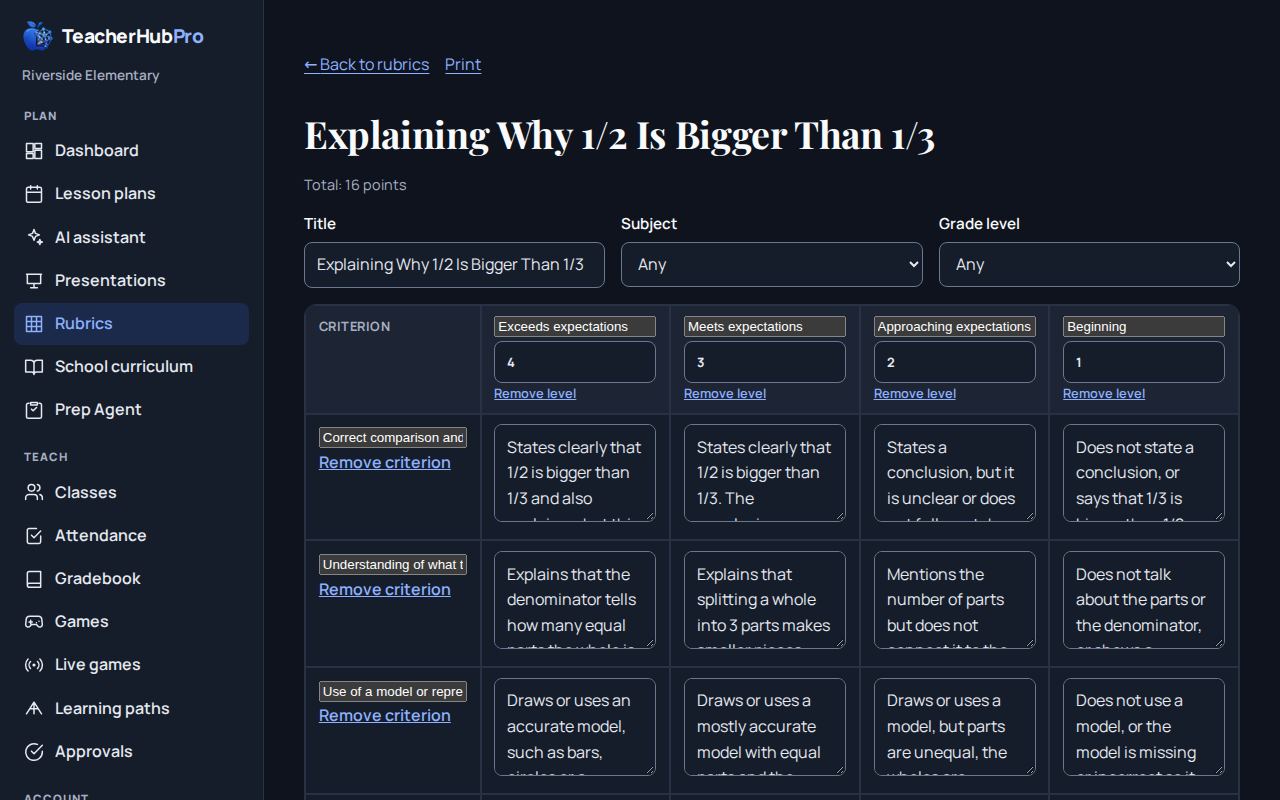 TeacherHubPro
Riverside Elementary
PLAN
Dashboard
Lesson plans
AI assistant
Presentations
Rubrics
School curriculum
Prep Agent
TEACH
Classes
Attendance
Gradebook
Games
Live games
Learning paths
Approvals
ACCOUNT
← Back to rubrics Print
Explaining Why 1/2 Is Bigger Than 1/3
Total: 16 points
Title Subject Grade level
Explaining Why 1/2 Is Bigger Than 1/3 Any Any
CRITERION Exceeds expectations Meets expectations Approaching expectations Beginning
4 3 2 1
Remove level Remove level Remove level Remove level
Correct comparison and
Remove criterion
States clearly that
1/2 is bigger than
1/3 and also
States clearly that
1/2 is bigger than
1/3. The
States a
conclusion, but it
is unclear or does
Does not state a
conclusion, or
says that 1/3 is
Understanding of what t
Remove criterion
Explains that the
denominator tells
how many equal
Explains that
splitting a whole
into 3 parts makes
Mentions the
number of parts
but does not
Does not talk
about the parts or
the denominator,
Use of a model or repre
Remove criterion
Draws or uses an
accurate model,
such as bars,
Draws or uses a
mostly accurate
model with equal
Draws or uses a
model, but parts
are unequal, the
Does not use a
model, or the
model is missing